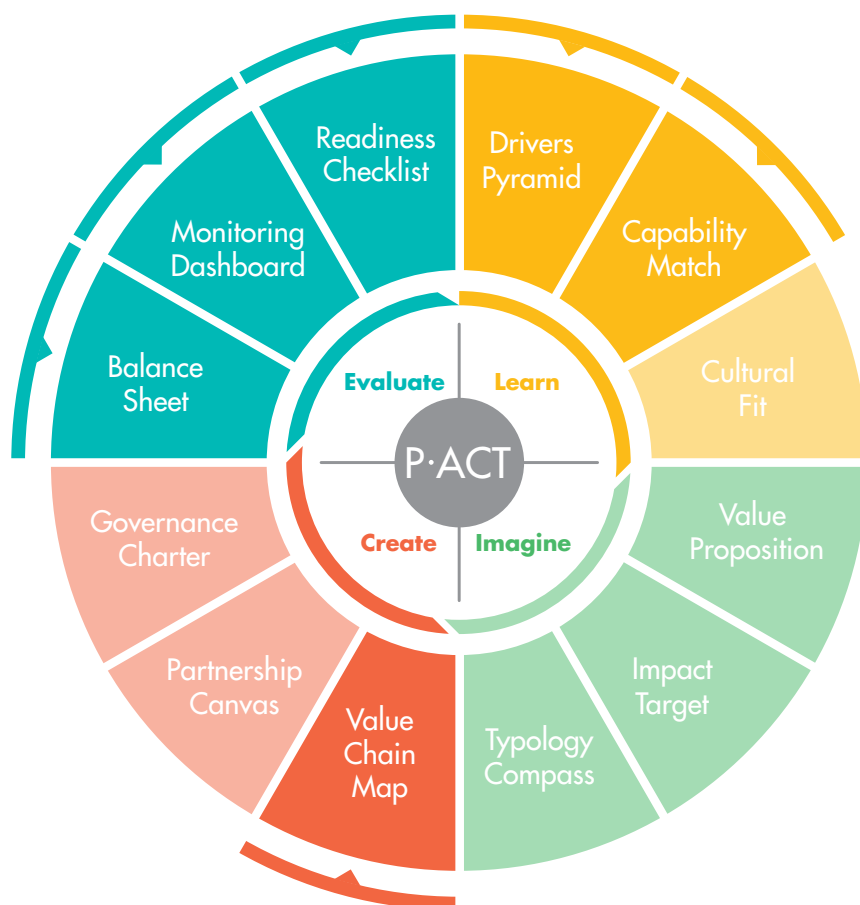 Readiness
Checklist
Drivers
Pyramid
Monitoring
Dashboard
Capability
Match
Balance
Sheet
Cultural
Fit
Evaluate
Learn
P·ACT
Create
Imagine
Governance
Charter
Value
Proposition
Partnership
Canvas
Impact
Target
Value
Chain
Map
Typology
Compass